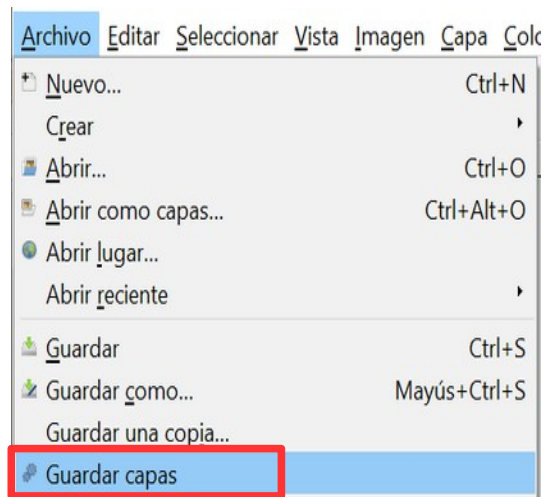 Archivo Editar Seleccionar Vista Imagen Capa Colo
Nuevo... Ctrl+N
Crear
Abrir... Ctrl+O
Abrir como capas... Ctrl+Alt+O
Abrir lugar...
Abrir reciente
Guardar Ctrl+S
Guardar como... Mayús+Ctrl+S
Guardar una copia...
Guardar capas